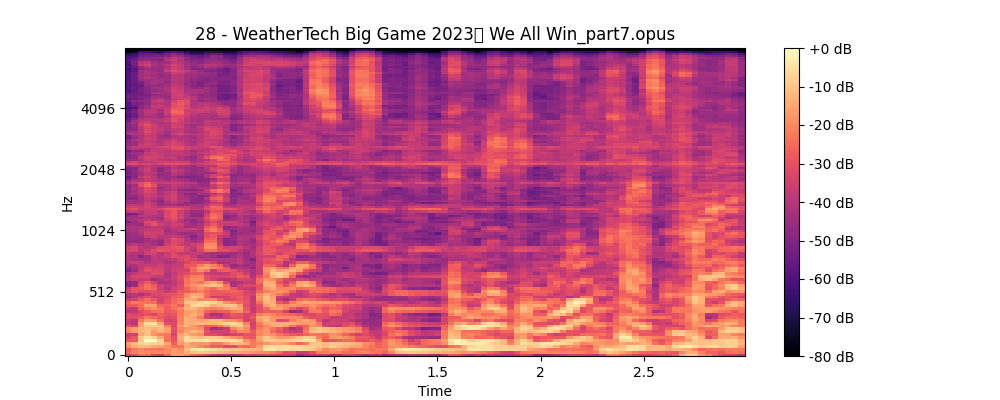 28 - WeatherTech Big Game 2023▯ We All Win_part7.opus
+0 dB
-10 dB
-20 dB
-30 dB
-40 dB
-50 dB
-60 dB
-70 dB
-80 dB
Hz
4096
2048
1024
512
0
0 0.5 1 1.5 2 2.5
Time